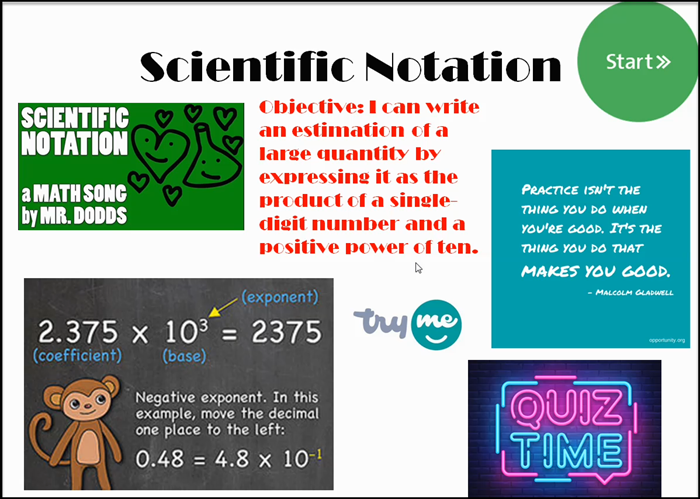 Scientific Notation
Start»
SCIENTIFIC
NOTATION
a MATH SONG
by MR. DODDS
Objective: I can write
an estimation of a
large quantity by
expressing it as the
product of a single-
digit number and a
positive power of ten.
PRACTICE ISN'T THE
THING YOU DO WHEN
YOU'RE GOOD. IT'S THE
THING YOU DO THAT
MAKES YOU GOOD.
- MALCOLM GLADWELL
opportunity.org
(exponent)
2.375 x 10³ = 2375
(coefficient) (base)
Negative exponent. In this
example, move the decimal
one place to the left:
0.48 = 4.8 x 10⁻¹
try me
QUIZ
TIME